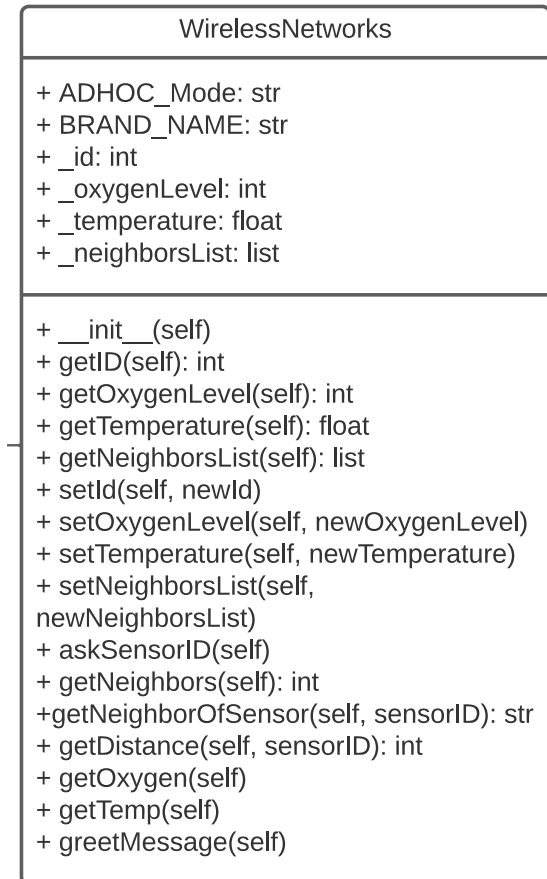 WirelessNetworks
+ ADHOC_Mode: str
+ BRAND_NAME: str
+ _id: int
+ _oxygenLevel: int
+ _temperature: float
+ _neighborsList: list
+ __init__(self)
+ getID(self): int
+ getOxygenLevel(self): int
+ getTemperature(self): float
+ getNeighborsList(self): list
+ setId(self, newId)
+ setOxygenLevel(self, newOxygenLevel)
+ setTemperature(self, newTemperature)
+ setNeighborsList(self,
newNeighborsList)
+ askSensorID(self)
+ getNeighbors(self): int
+getNeighborOfSensor(self, sensorID): str
+ getDistance(self, sensorID): int
+ getOxygen(self)
+ getTemp(self)
+ greetMessage(self)